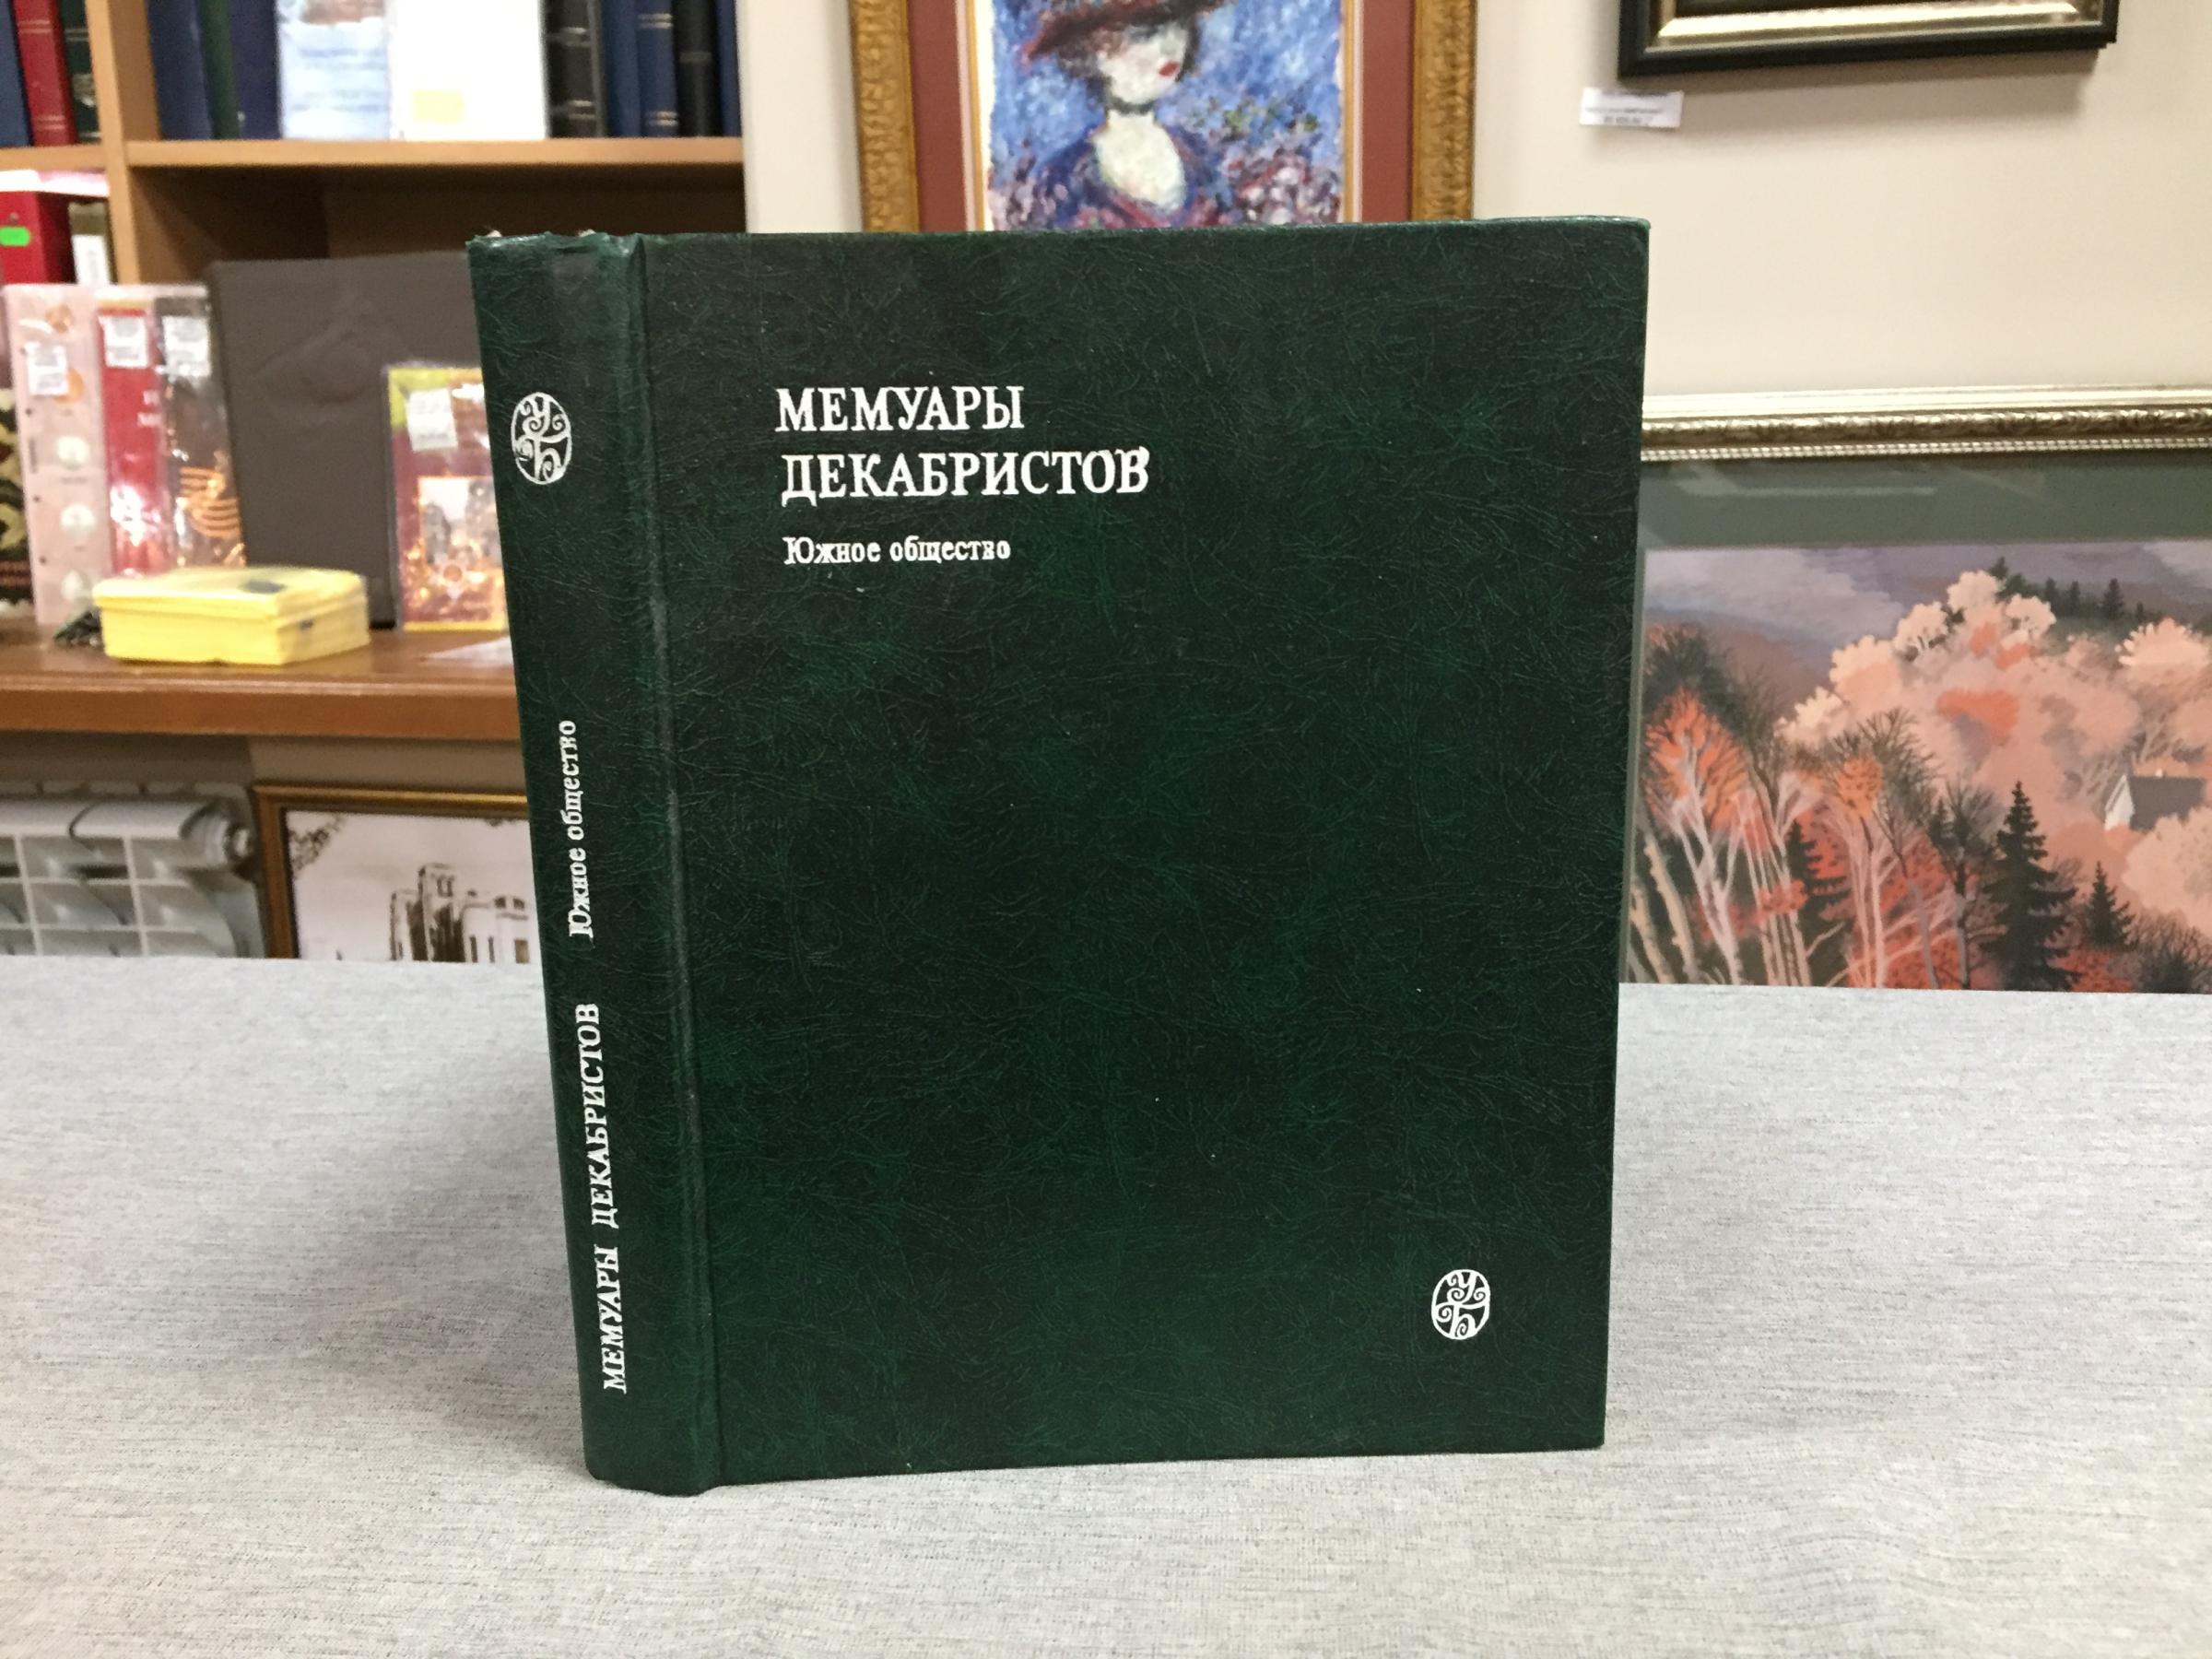 МЕМУАРЫ
ДЕКАБРИСТОВ
Южное общество
МЕМУАРЫ ДЕКАБРИСТОВ Южное общество